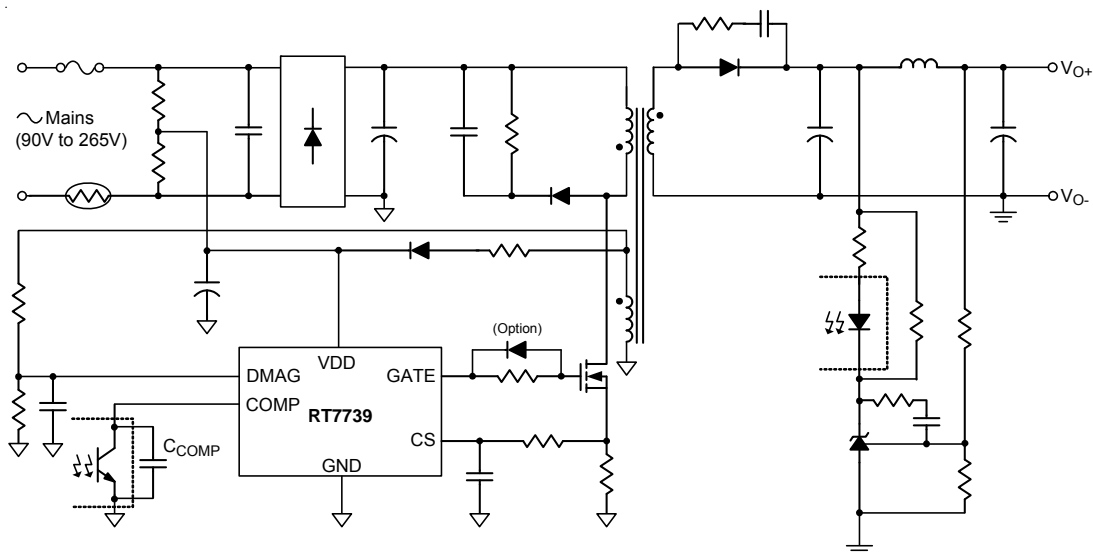 VO+
∼ Mains
(90V to 265V)
VO-
(Option)
VDD
DMAG
GATE
COMP
RT7739
CS
CCOMP
GND